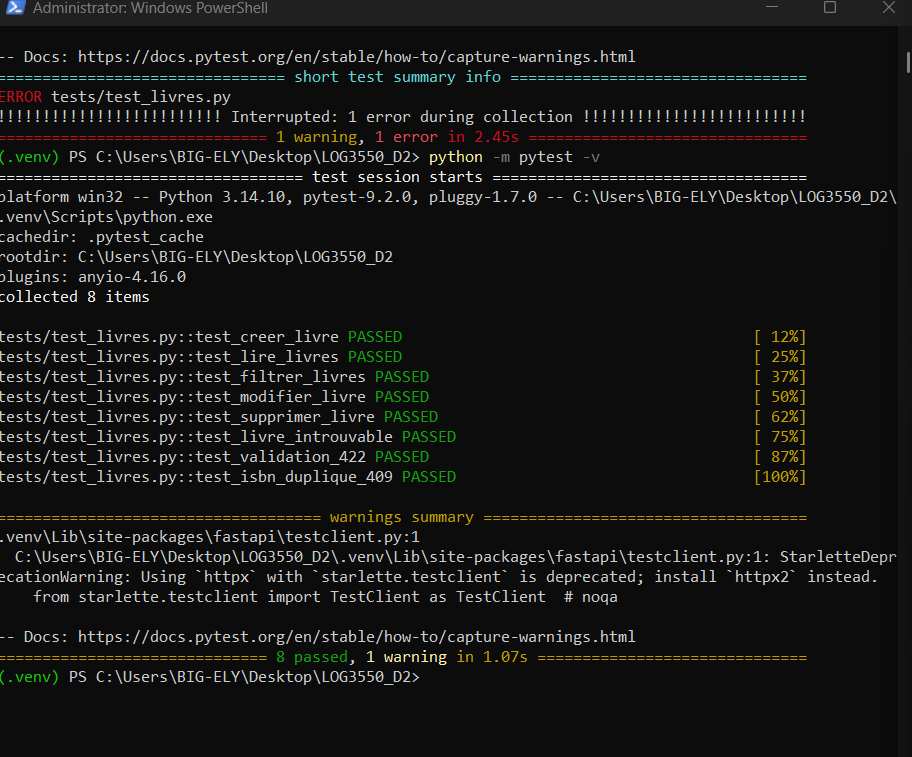 Administrator: Windows PowerShell
-- Docs: https://docs.pytest.org/en/stable/how-to/capture-warnings.html
================================ short test summary info =================================
ERROR tests/test_livres.py
!!!!!!!!!!!!!!!!!!!!!!!!! Interrupted: 1 error during collection !!!!!!!!!!!!!!!!!!!!!!!!!
============================== 1 warning, 1 error in 2.45s ===============================
(.venv) PS C:\Users\BIG-ELY\Desktop\LOG3550_D2> python -m pytest -v
================================== test session starts ===================================
platform win32 -- Python 3.14.10, pytest-9.2.0, pluggy-1.7.0 -- C:\Users\BIG-ELY\Desktop\LOG3550_D2\
.venv\Scripts\python.exe
cachedir: .pytest_cache
rootdir: C:\Users\BIG-ELY\Desktop\LOG3550_D2
plugins: anyio-4.16.0
collected 8 items
tests/test_livres.py::test_creer_livre PASSED [ 12%]
tests/test_livres.py::test_lire_livres PASSED [ 25%]
tests/test_livres.py::test_filtrer_livres PASSED [ 37%]
tests/test_livres.py::test_modifier_livre PASSED [ 50%]
tests/test_livres.py::test_supprimer_livre PASSED [ 62%]
tests/test_livres.py::test_livre_introuvable PASSED [ 75%]
tests/test_livres.py::test_validation_422 PASSED [ 87%]
tests/test_livres.py::test_isbn_duplique_409 PASSED [100%]
==================================== warnings summary ====================================
.venv\Lib\site-packages\fastapi\testclient.py:1
C:\Users\BIG-ELY\Desktop\LOG3550_D2\.venv\Lib\site-packages\fastapi\testclient.py:1: StarletteDepr
ecationWarning: Using `httpx` with `starlette.testclient` is deprecated; install `httpx2` instead.
from starlette.testclient import TestClient as TestClient # noqa
-- Docs: https://docs.pytest.org/en/stable/how-to/capture-warnings.html
============================== 8 passed, 1 warning in 1.07s ==============================
(.venv) PS C:\Users\BIG-ELY\Desktop\LOG3550_D2>